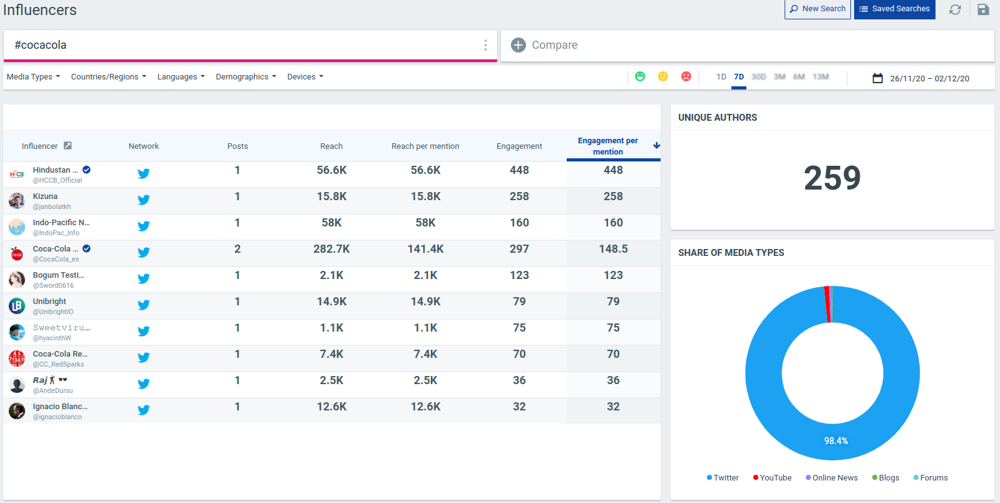 Influencers
New Search
Saved Searches
#cocacola
Compare
Media Types Countries/Regions Languages Demographics Devices
1D 7D 30D 3M 6M 13M
26/11/20 – 02/12/20
Influencer Network Posts Reach Reach per mention Engagement Engagement per mention
Hindustan ... 1 56.6K 56.6K 448 448
@HCCB_Official
Kizuna 1 15.8K 15.8K 258 258
@janbolatkh
Indo-Pacific N... 1 58K 58K 160 160
@IndoPac_Info
Coca-Cola ... 2 282.7K 141.4K 297 148.5
@CocaCola_es
Bogum Testi... 1 2.1K 2.1K 123 123
@Sword0616
Unibright 1 14.9K 14.9K 79 79
@UnibrightIO
𝚂𝚠𝚎𝚎𝚝𝚟𝚒𝚛𝚞... 1 1.1K 1.1K 75 75
@hyacinthW
Coca-Cola Re... 1 7.4K 7.4K 70 70
@CC_RedSparks
𝙍𝙖𝙟 1 2.5K 2.5K 36 36
@AndeDursu
Ignacio Blanc... 1 12.6K 12.6K 32 32
@ignacioblanco
UNIQUE AUTHORS
259
SHARE OF MEDIA TYPES
98.4%
Twitter YouTube Online News Blogs Forums